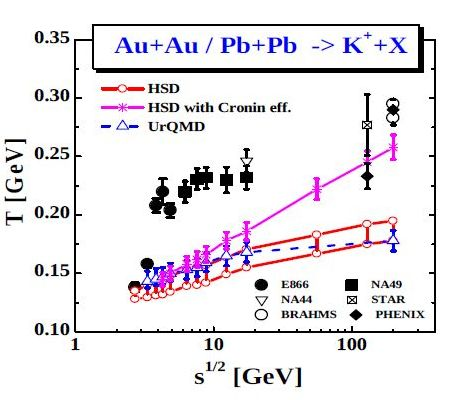 Au+Au / Pb+Pb -> K⁺+X
0.35
0.30
0.25
0.20
0.15
0.10
T [GeV]
HSD
HSD with Cronin eff.
UrQMD
E866 NA49
NA44 STAR
BRAHMS PHENIX
1 10 100
s¹/² [GeV]